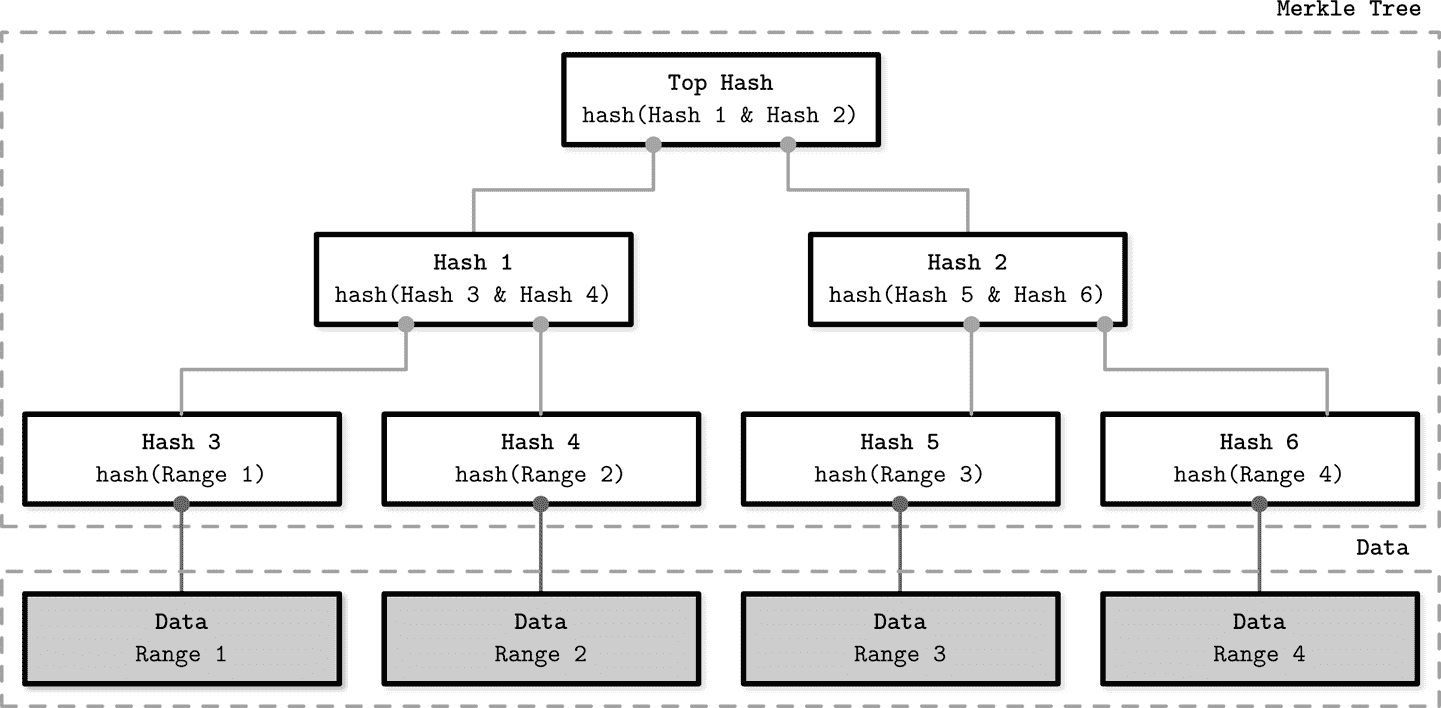 Merkle Tree
Top Hash
hash(Hash 1 & Hash 2)
Hash 1
hash(Hash 3 & Hash 4)
Hash 2
hash(Hash 5 & Hash 6)
Hash 3
hash(Range 1)
Hash 4
hash(Range 2)
Hash 5
hash(Range 3)
Hash 6
hash(Range 4)
Data
Data
Range 1
Data
Range 2
Data
Range 3
Data
Range 4